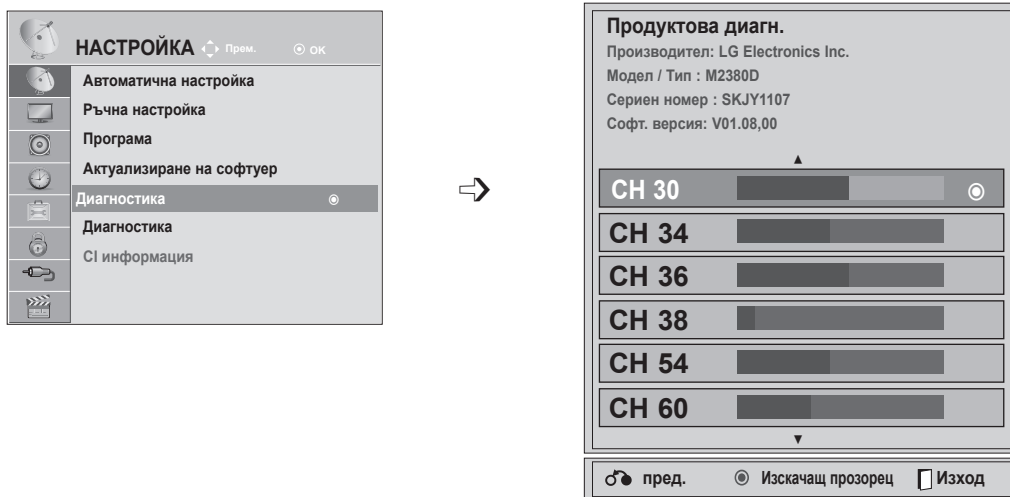 НАСТРОЙКА Прем. OK
Автоматична настройка
Ръчна настройка
Програма
Актуализиране на софтуер
Диагностика
Диагностика
CI информация
Продуктова диагн.
Производител: LG Electronics Inc.
Модел / Тип : M2380D
Сериен номер : SKJY1107
Софт. версия: V01.08,00
CH 30
CH 34
CH 36
CH 38
CH 54
CH 60
пред. Изскачащ прозорец Изход